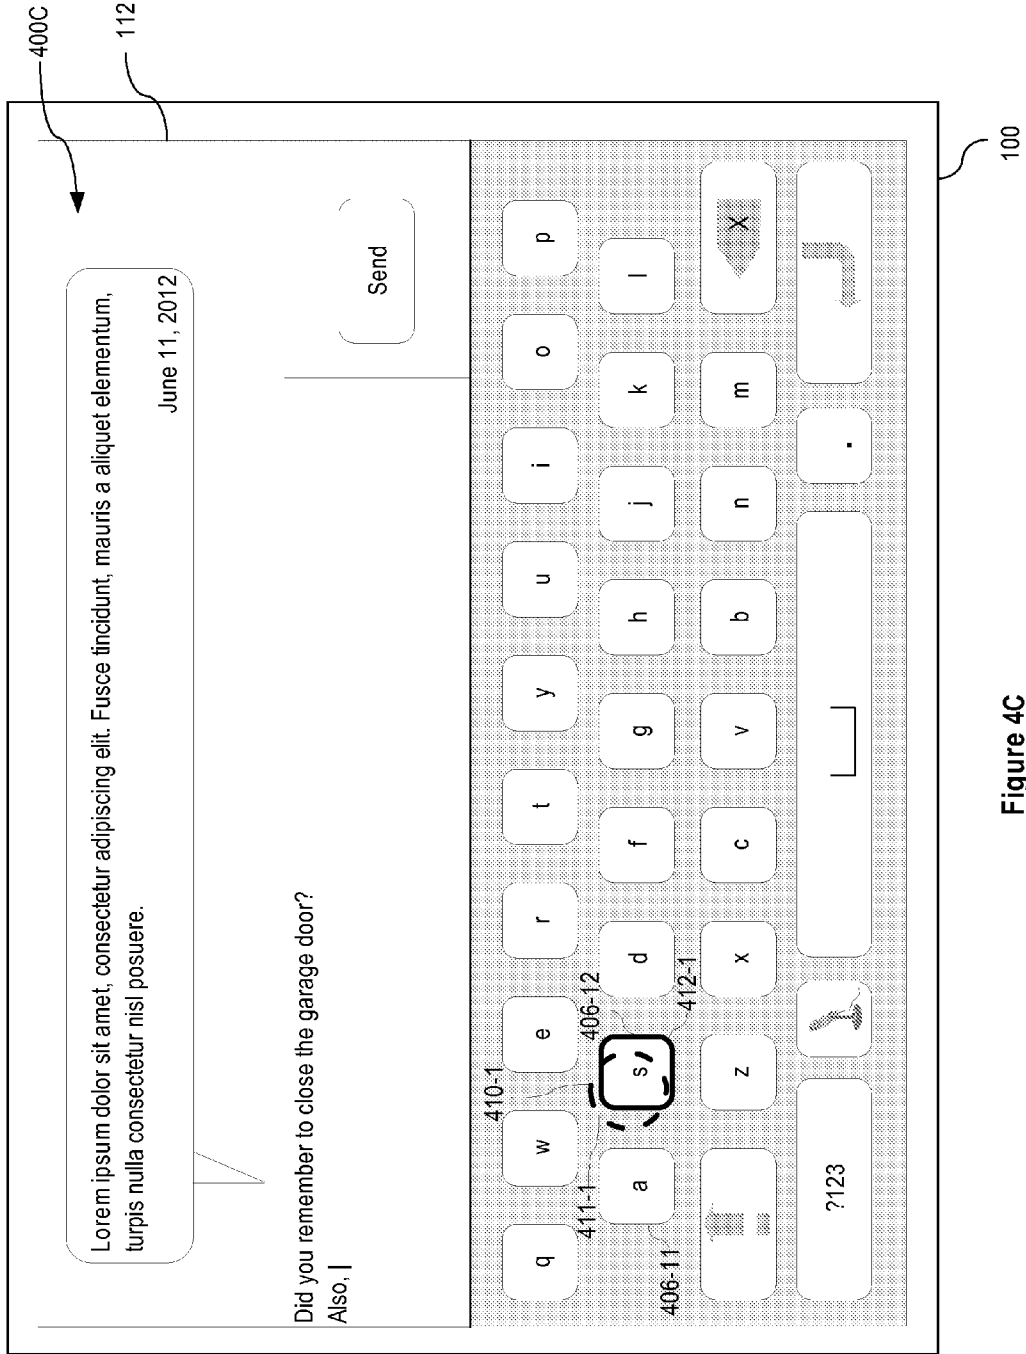 400C
112
Lorem ipsum dolor sit amet, consectetur adipiscing elit. Fusce tincidunt, mauris a aliquet elementum,
turpis nulla consectetur nisl posuere.
June 11, 2012
Did you remember to close the garage door?
Also,
Send
410-1
q w e r t y u i o p
411-1
406-12
a s d f g h j k l
406-11
412-1
z x c v b n m X
?123 .
100
Figure 4C